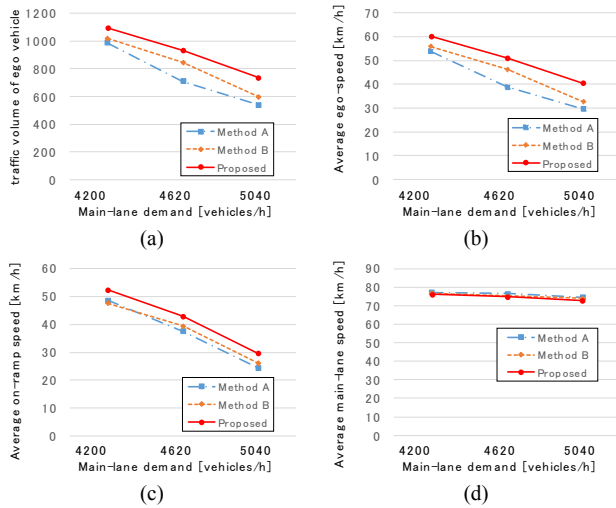 traffic volume of ego vehicle
1200
1000
800
600
400
200
0
Method A
Method B
Proposed
4200 4620 5040
Main-lane demand [vehicles/h]
(a)
Average ego-speed [km/h]
70
60
50
40
30
20
10
0
Method A
Method B
Proposed
4200 4620 5040
Main-lane demand [vehicles/h]
(b)
Average on-ramp speed [km/h]
60
50
40
30
20
10
0
Method A
Method B
Proposed
4200 4620 5040
Main-lane demand [vehicles/h]
(c)
Average main-lane speed [km/h]
90
80
70
60
50
40
30
20
10
0
Method A
Method B
Proposed
4200 4620 5040
Main-lane demand [vehicles/h]
(d)